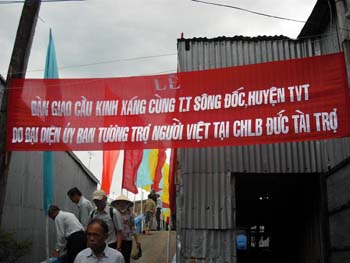 LỄ
BÀN GIAO CẦU KINH XÁNG CÙNG T.T SÔNG ĐỐC, HUYỆN TVT
DO ĐẠI DIỆN ỦY BAN TƯƠNG TRỢ NGƯỜI VIỆT TẠI CHLB ĐỨC TÀI TRỢ